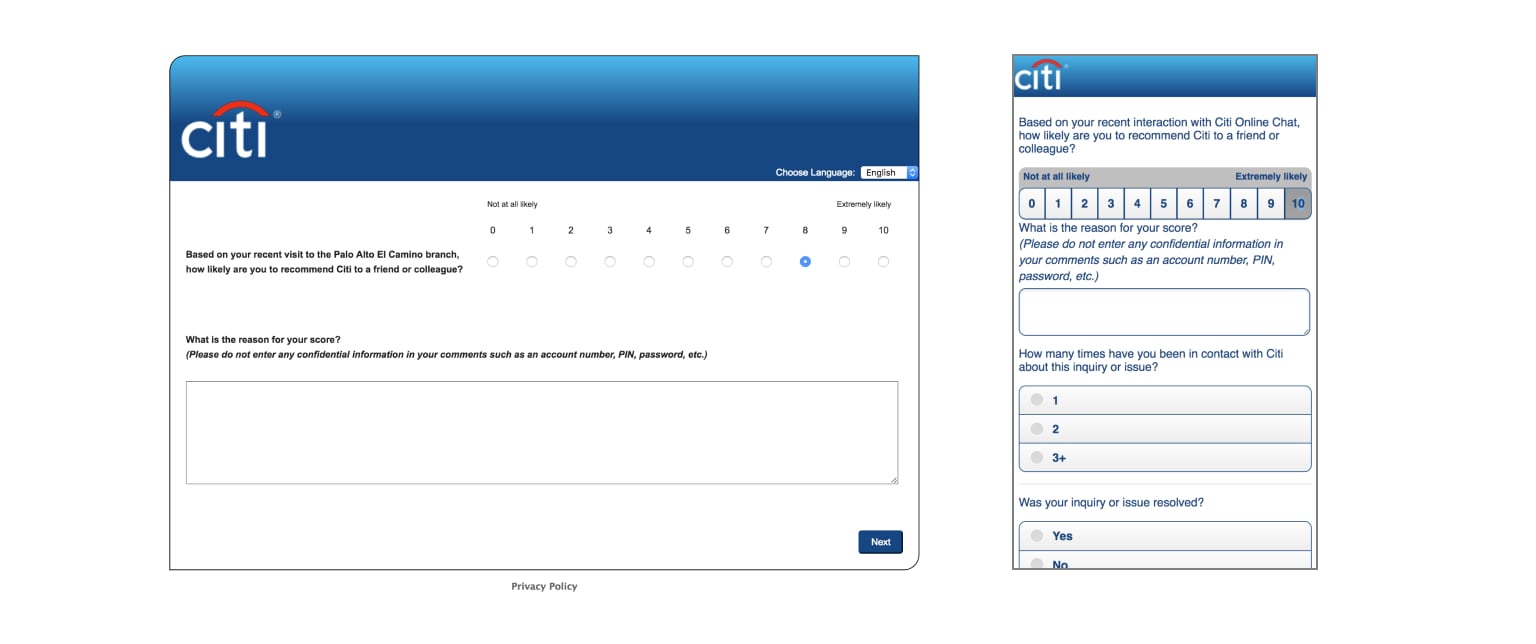 citi®
Choose Language: English
Not at all likely Extremely likely
0 1 2 3 4 5 6 7 8 9 10
Based on your recent visit to the Palo Alto El Camino branch,
how likely are you to recommend Citi to a friend or colleague?
What is the reason for your score?
(Please do not enter any confidential information in your comments such as an account number, PIN, password, etc.)
Next
Privacy Policy
citi®
Based on your recent interaction with Citi Online Chat,
how likely are you to recommend Citi to a friend or
colleague?
Not at all likely Extremely likely
0 1 2 3 4 5 6 7 8 9 10
What is the reason for your score?
(Please do not enter any confidential information in
your comments such as an account number, PIN,
password, etc.)
How many times have you been in contact with Citi
about this inquiry or issue?
1
2
3+
Was your inquiry or issue resolved?
Yes
No